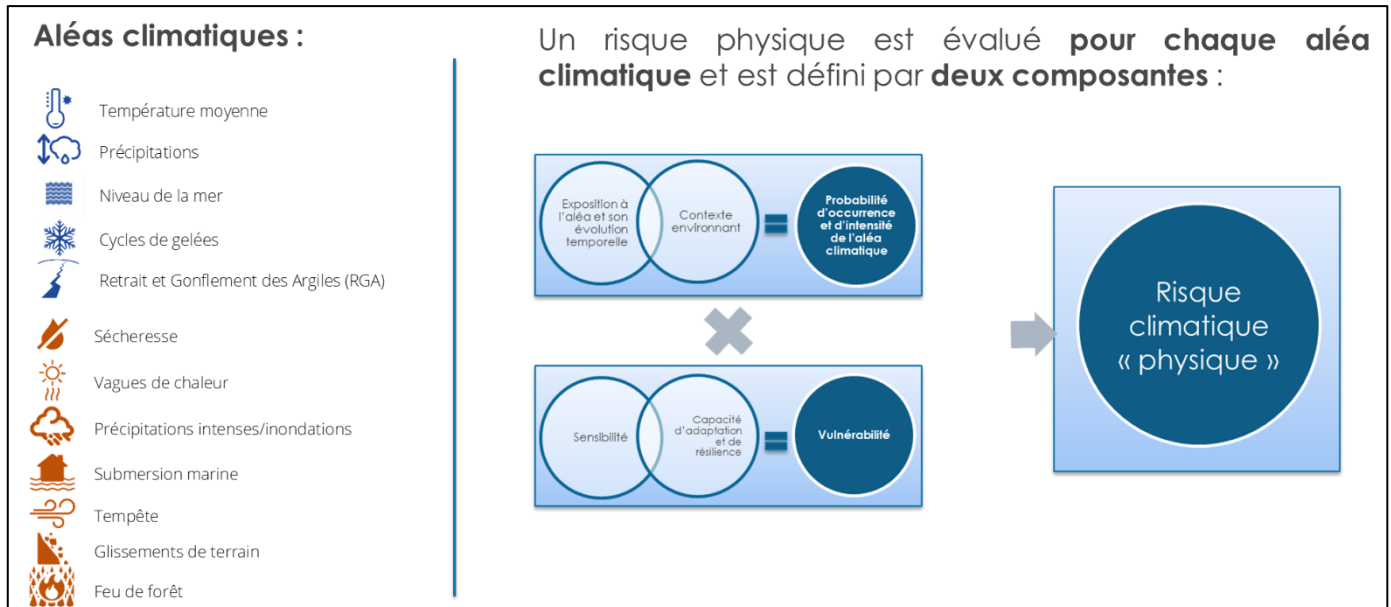 Aléas climatiques :
Température moyenne
Précipitations
Niveau de la mer
Cycles de gelées
Retrait et Gonflement des Argiles (RGA)
Sécheresse
Vagues de chaleur
Précipitations intenses/inondations
Submersion marine
Tempête
Glissements de terrain
Feu de forêt
Un risque physique est évalué pour chaque aléa
climatique et est défini par deux composantes :
Exposition à
l'aléa et son
évolution
temporelle
Contexte
environnant
Probabilité
d'occurrence
et d'intensité
de l'aléa
climatique
Sensibilité
Capacité
d'adaptation
et de
résilience
Vulnérabilité
Risque
climatique
« physique »